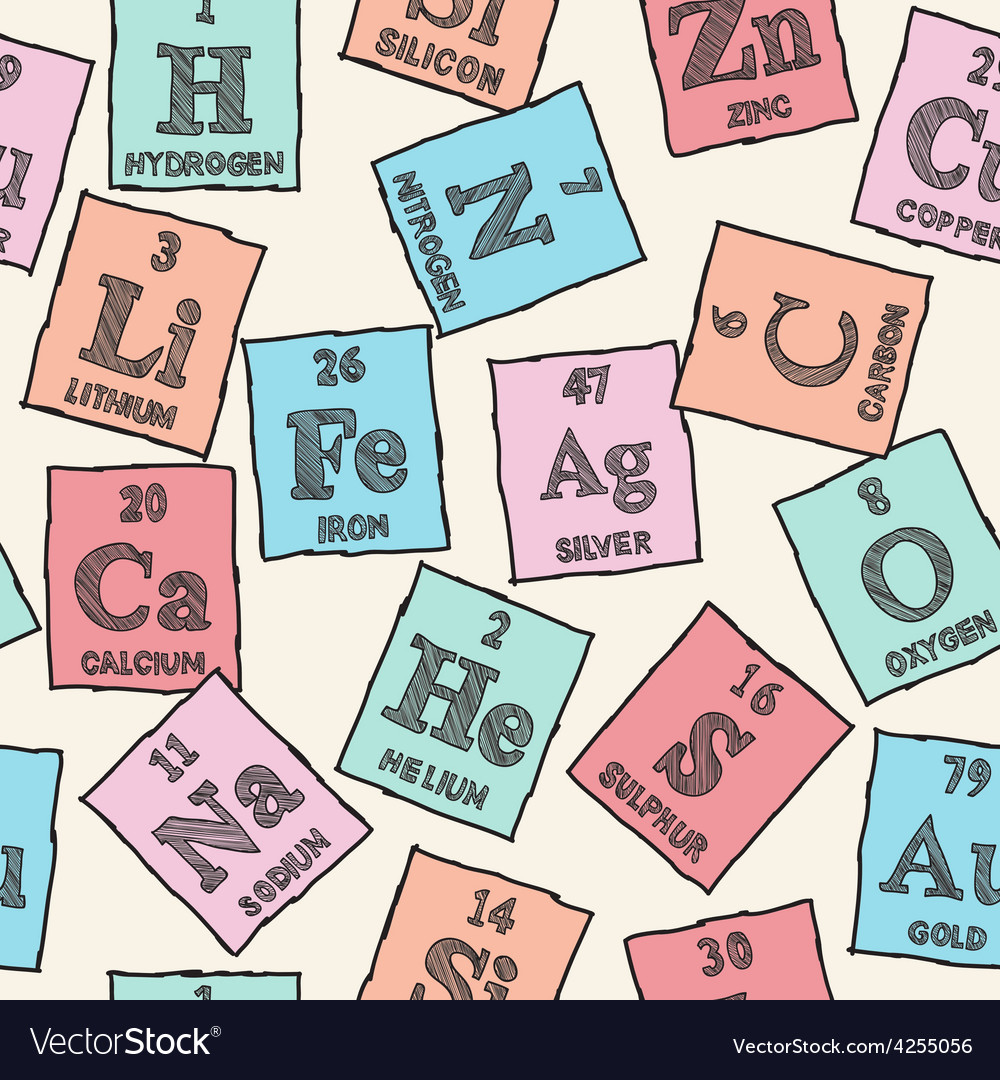 1
H
HYDROGEN
Si
SILICON
Zn
ZINC
29
Cu
COPPER
7
N
NITROGEN
3
Li
LITHIUM
6
C
CARBON
26
Fe
IRON
47
Ag
SILVER
20
Ca
CALCIUM
8
O
OXYGEN
2
He
HELIUM
16
S
SULPHUR
11
Na
SODIUM
79
Au
GOLD
14
Si
30
1
VectorStock®
VectorStock.com/4255056